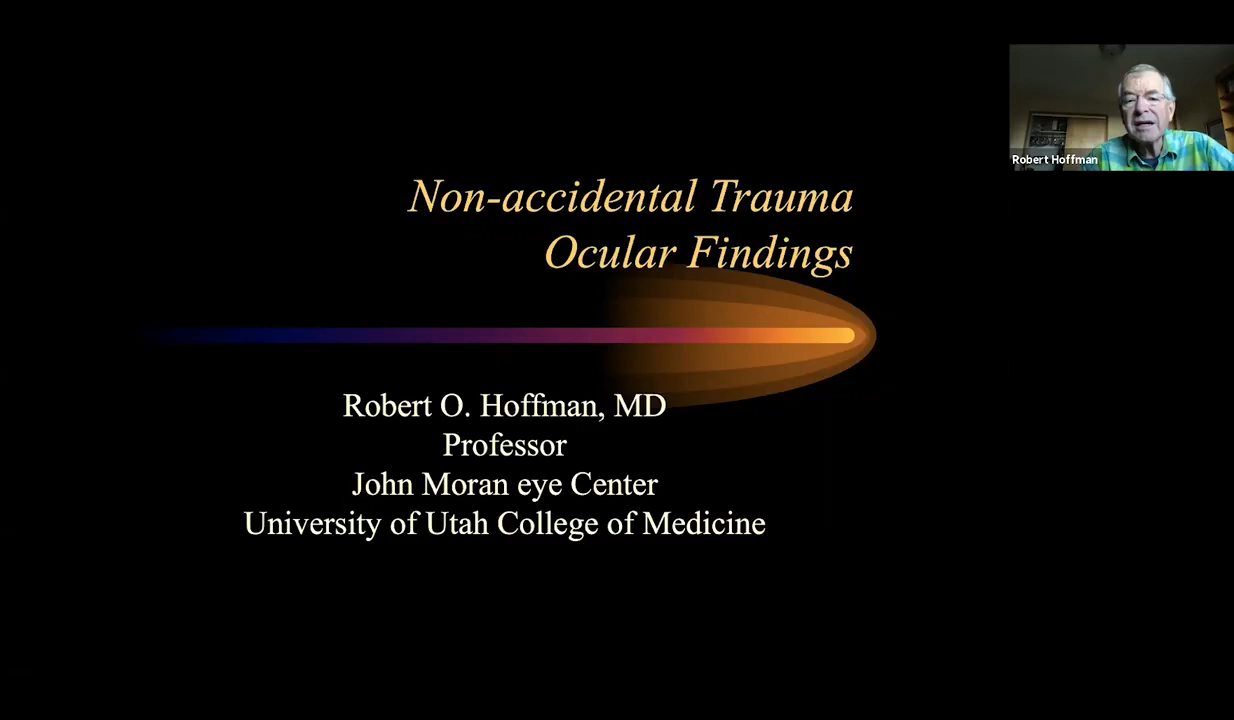 Non-accidental Trauma
Ocular Findings
Robert Hoffman
Robert O. Hoffman, MD
Professor
John Moran eye Center
University of Utah College of Medicine